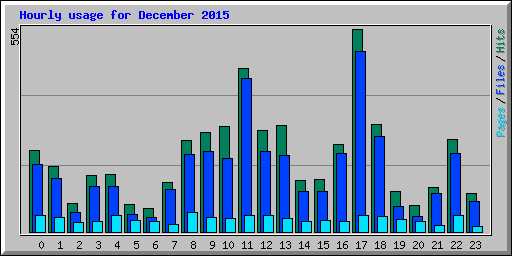 Hourly usage for December 2015
554
Pages / Files / Hits
0 1 2 3 4 5 6 7 8 9 10 11 12 13 14 15 16 17 18 19 20 21 22 23